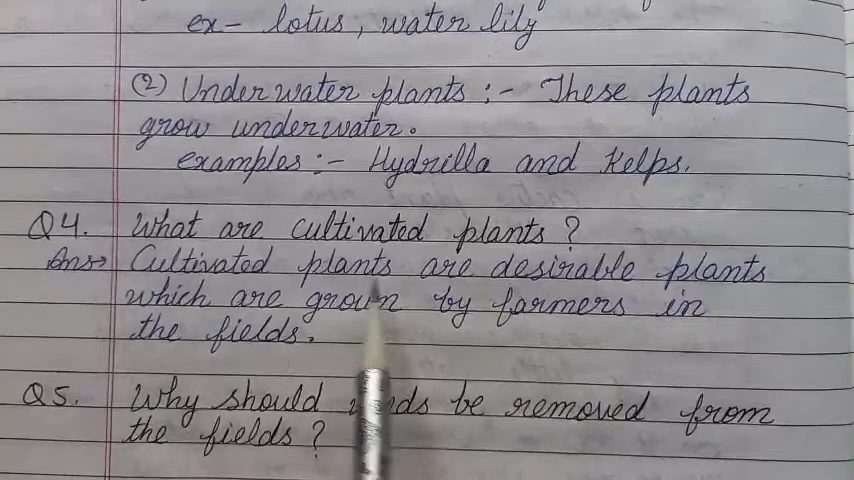 ex- lotus, water lily
(2) Underwater plants :- These plants
grow underwater.
examples :- Hydrilla and Kelps.
Q4. What are cultivated plants?
Ans→ Cultivated plants are desirable plants
which are grown by farmers in
the fields.
Q5. Why should be removed from
the fields?